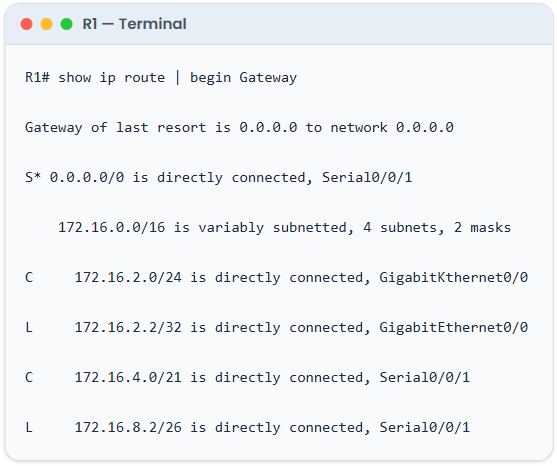 R1 — Terminal
R1# show ip route | begin Gateway
Gateway of last resort is 0.0.0.0 to network 0.0.0.0
S* 0.0.0.0/0 is directly connected, Serial0/0/1
172.16.0.0/16 is variably subnetted, 4 subnets, 2 masks
C 172.16.2.0/24 is directly connected, GigabitKthernet0/0
L 172.16.2.2/32 is directly connected, GigabitEthernet0/0
C 172.16.4.0/21 is directly connected, Serial0/0/1
L 172.16.8.2/26 is directly connected, Serial0/0/1